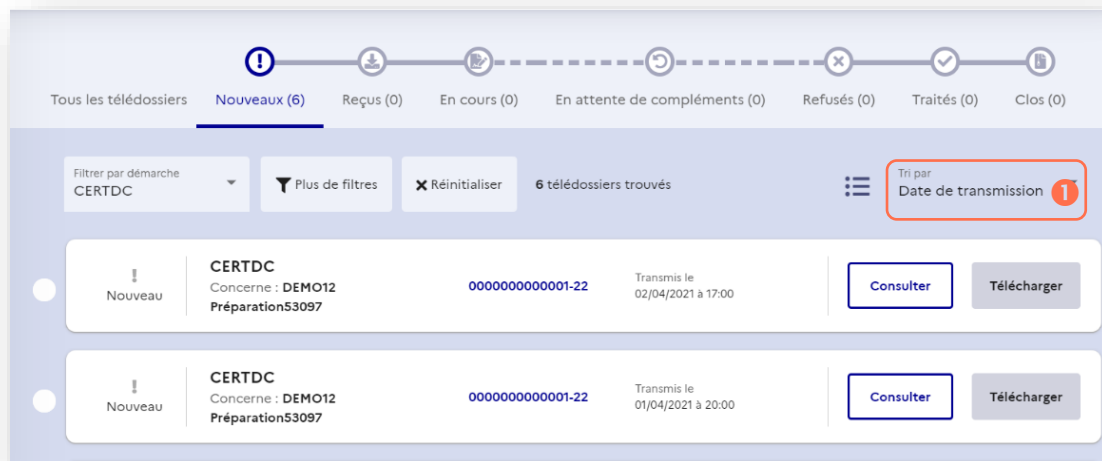 !
Tous les télédossiers Nouveaux (6) Reçus (0) En cours (0) En attente de compléments (0) Refusés (0) Traités (0) Clos (0)
Filtrer par démarche
CERTDC
Plus de filtres
Réinitialiser
6 télédossiers trouvés
Tri par
Date de transmission
1
!
Nouveau
CERTDC
Concerne : DEMO12
Préparation53097
0000000000001-22
Transmis le
02/04/2021 à 17:00
Consulter
Télécharger
!
Nouveau
CERTDC
Concerne : DEMO12
Préparation53097
0000000000001-22
Transmis le
01/04/2021 à 20:00
Consulter
Télécharger